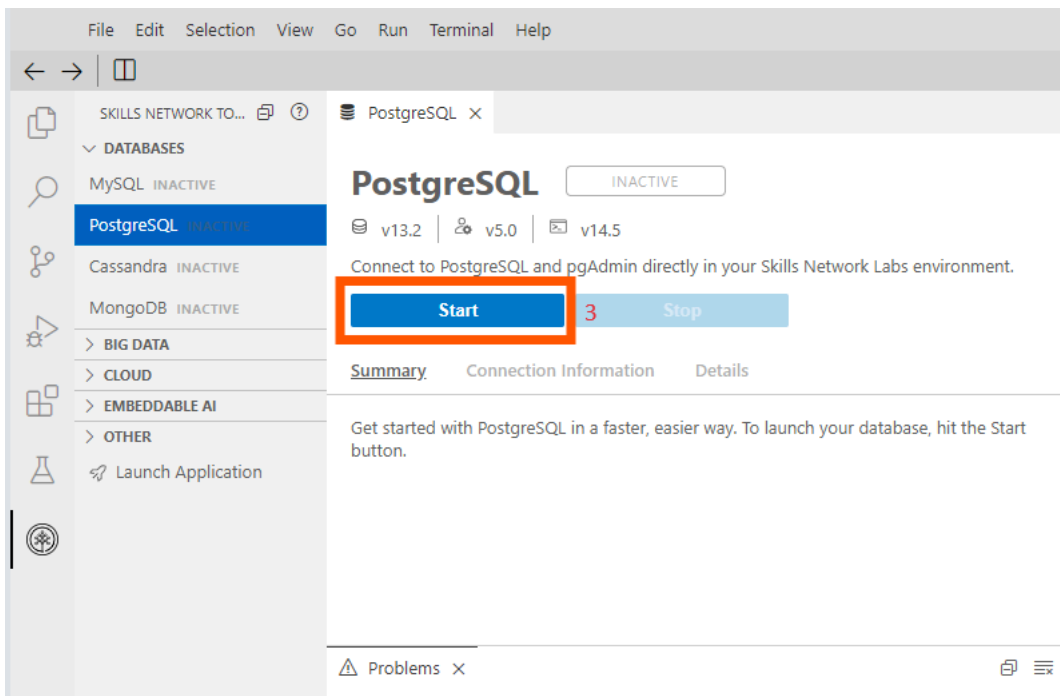 File Edit Selection View Go Run Terminal Help
SKILLS NETWORK TO...
PostgreSQL
DATABASES
MySQL INACTIVE
PostgreSQL INACTIVE
Cassandra INACTIVE
MongoDB INACTIVE
BIG DATA
CLOUD
EMBEDDABLE AI
OTHER
Launch Application
PostgreSQL INACTIVE
v13.2 v5.0 v14.5
Connect to PostgreSQL and pgAdmin directly in your Skills Network Labs environment.
Start 3 Stop
Summary Connection Information Details
Get started with PostgreSQL in a faster, easier way. To launch your database, hit the Start
button.
Problems